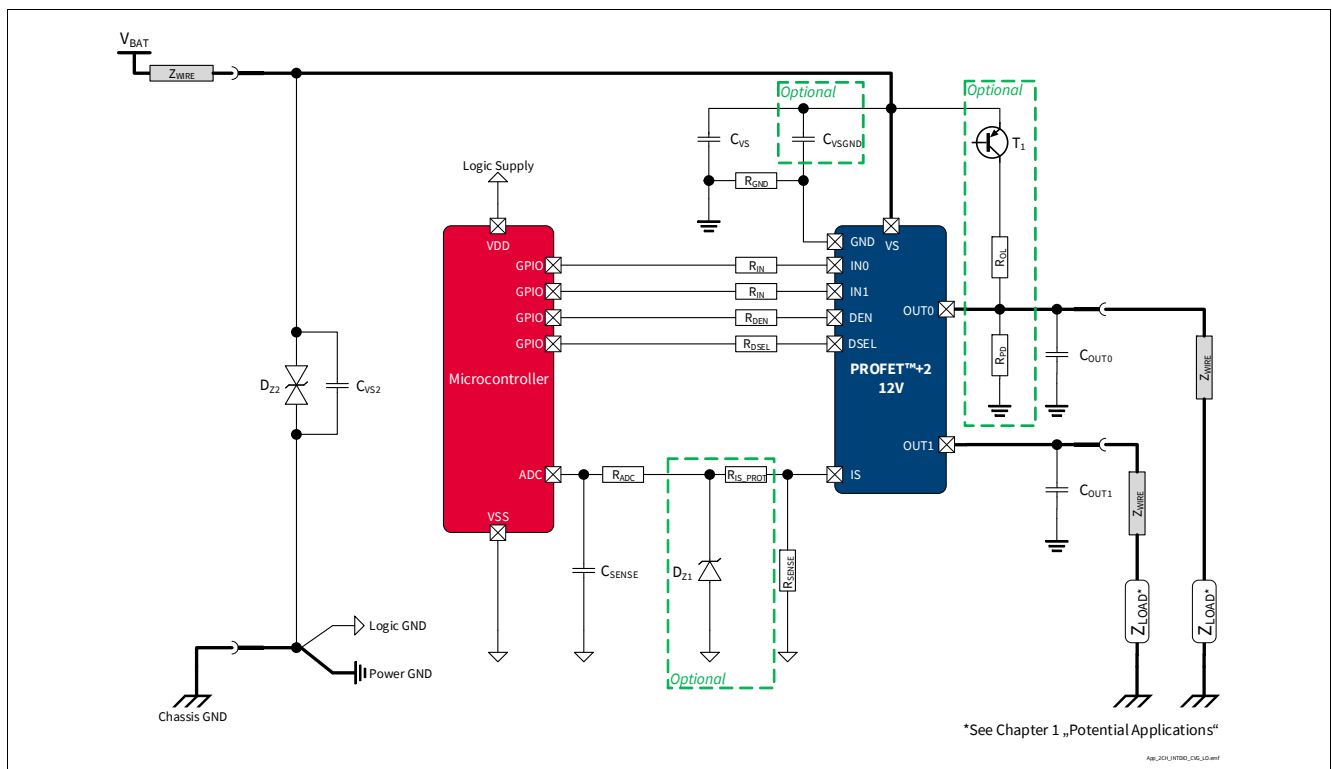 VBAT
ZWIRE
Optional
Optional
CVS
CVSGND
T1
Logic Supply
RGND
VDD
GND
VS
GPIO
RIN
IN0
ROL
GPIO
RIN
IN1
GPIO
RDEN
DEN
OUT0
GPIO
RDSEL
DSEL
RPD
COUT0
ZWIRE
DZ2
CVS2
Microcontroller
PROFET™+2
12V
OUT1
ADC
RADC
RIS_PROT
IS
COUT1
ZWIRE
VSS
CSENSE
DZ1
RSENSE
ZLOAD*
ZLOAD*
Logic GND
Power GND
Optional
Chassis GND
*See Chapter 1 „Potential Applications“
App_2CH_INTDIO_CVG_LO.emf